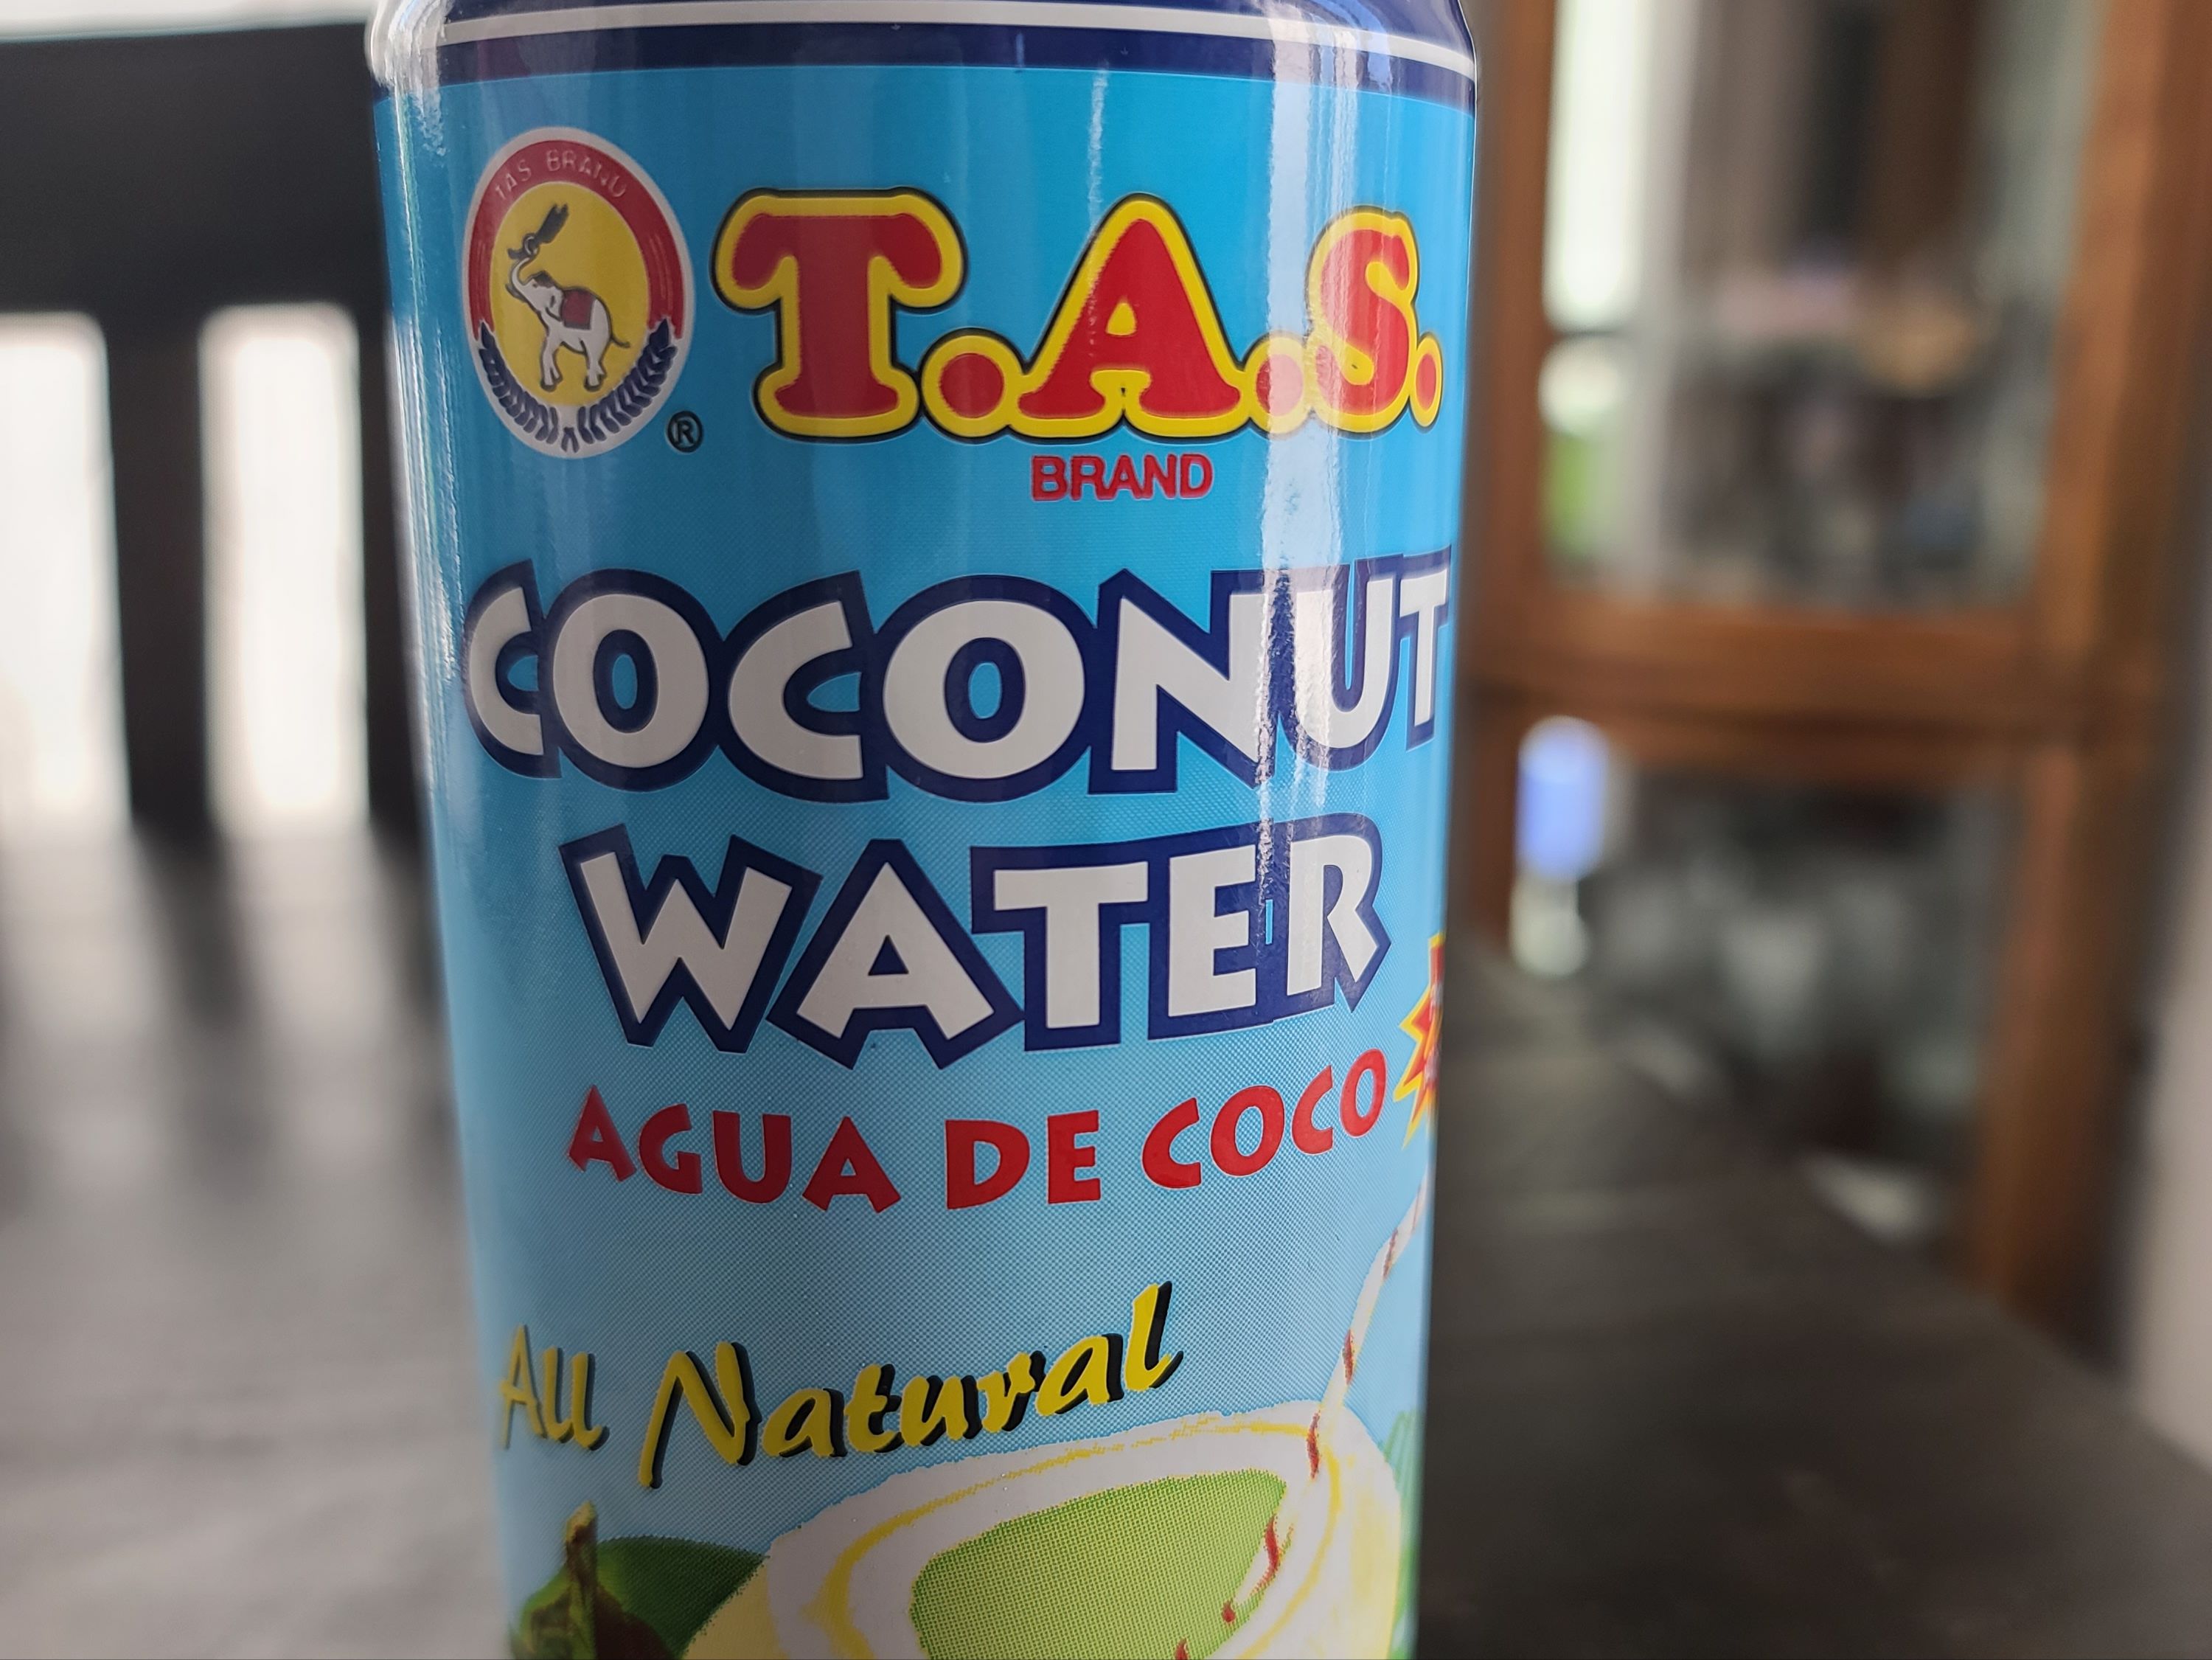 TAS BRAND
®
T.A.S.
BRAND
COCONUT
WATER
AGUA DE COCO
All Natural